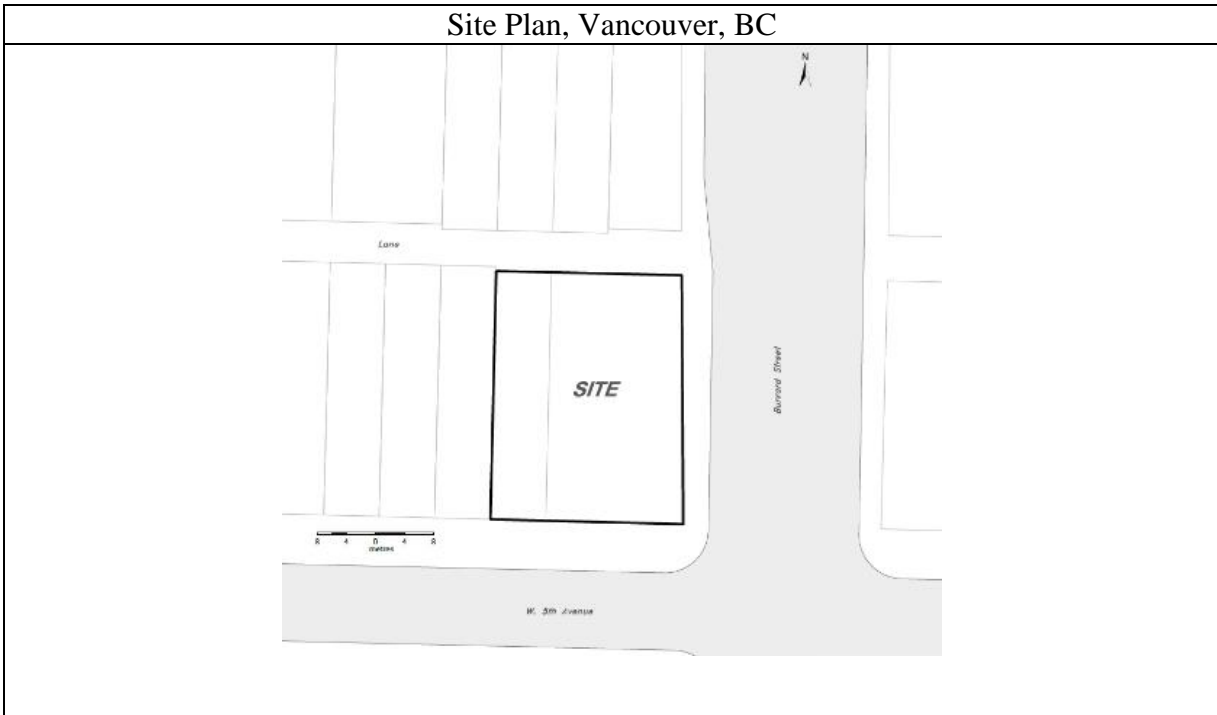 Site Plan, Vancouver, BC
N
Lane
SITE
Burrard Street
8 4 0 4 8
metres
W. 5th Avenue